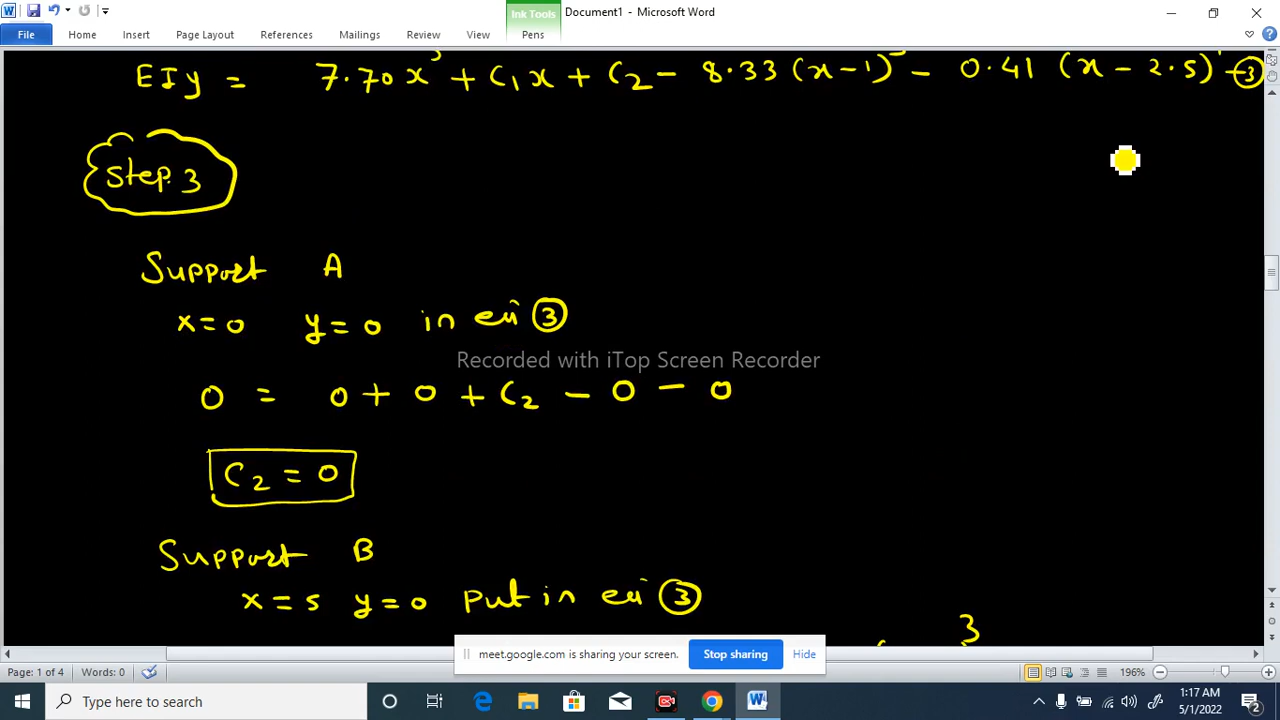 Ink Tools
Document1 - Microsoft Word
File Home Insert Page Layout References Mailings Review View Pens
EIy = 7.70x³ + C₁x + C₂ - 8.33 (x-1)³ - 0.41 (x - 2.5) -③
Step 3
Support A
x=0 y=0 in ③
Recorded with iTop Screen Recorder
0 = 0 + 0 + C₂ - 0 - 0
C₂ = 0
Support B
x=5 y=0 put in ③
3
meet.google.com is sharing your screen. Stop sharing Hide
Page: 1 of 4 Words: 0 196%
Type here to search
1:17 AM
5/1/2022
2